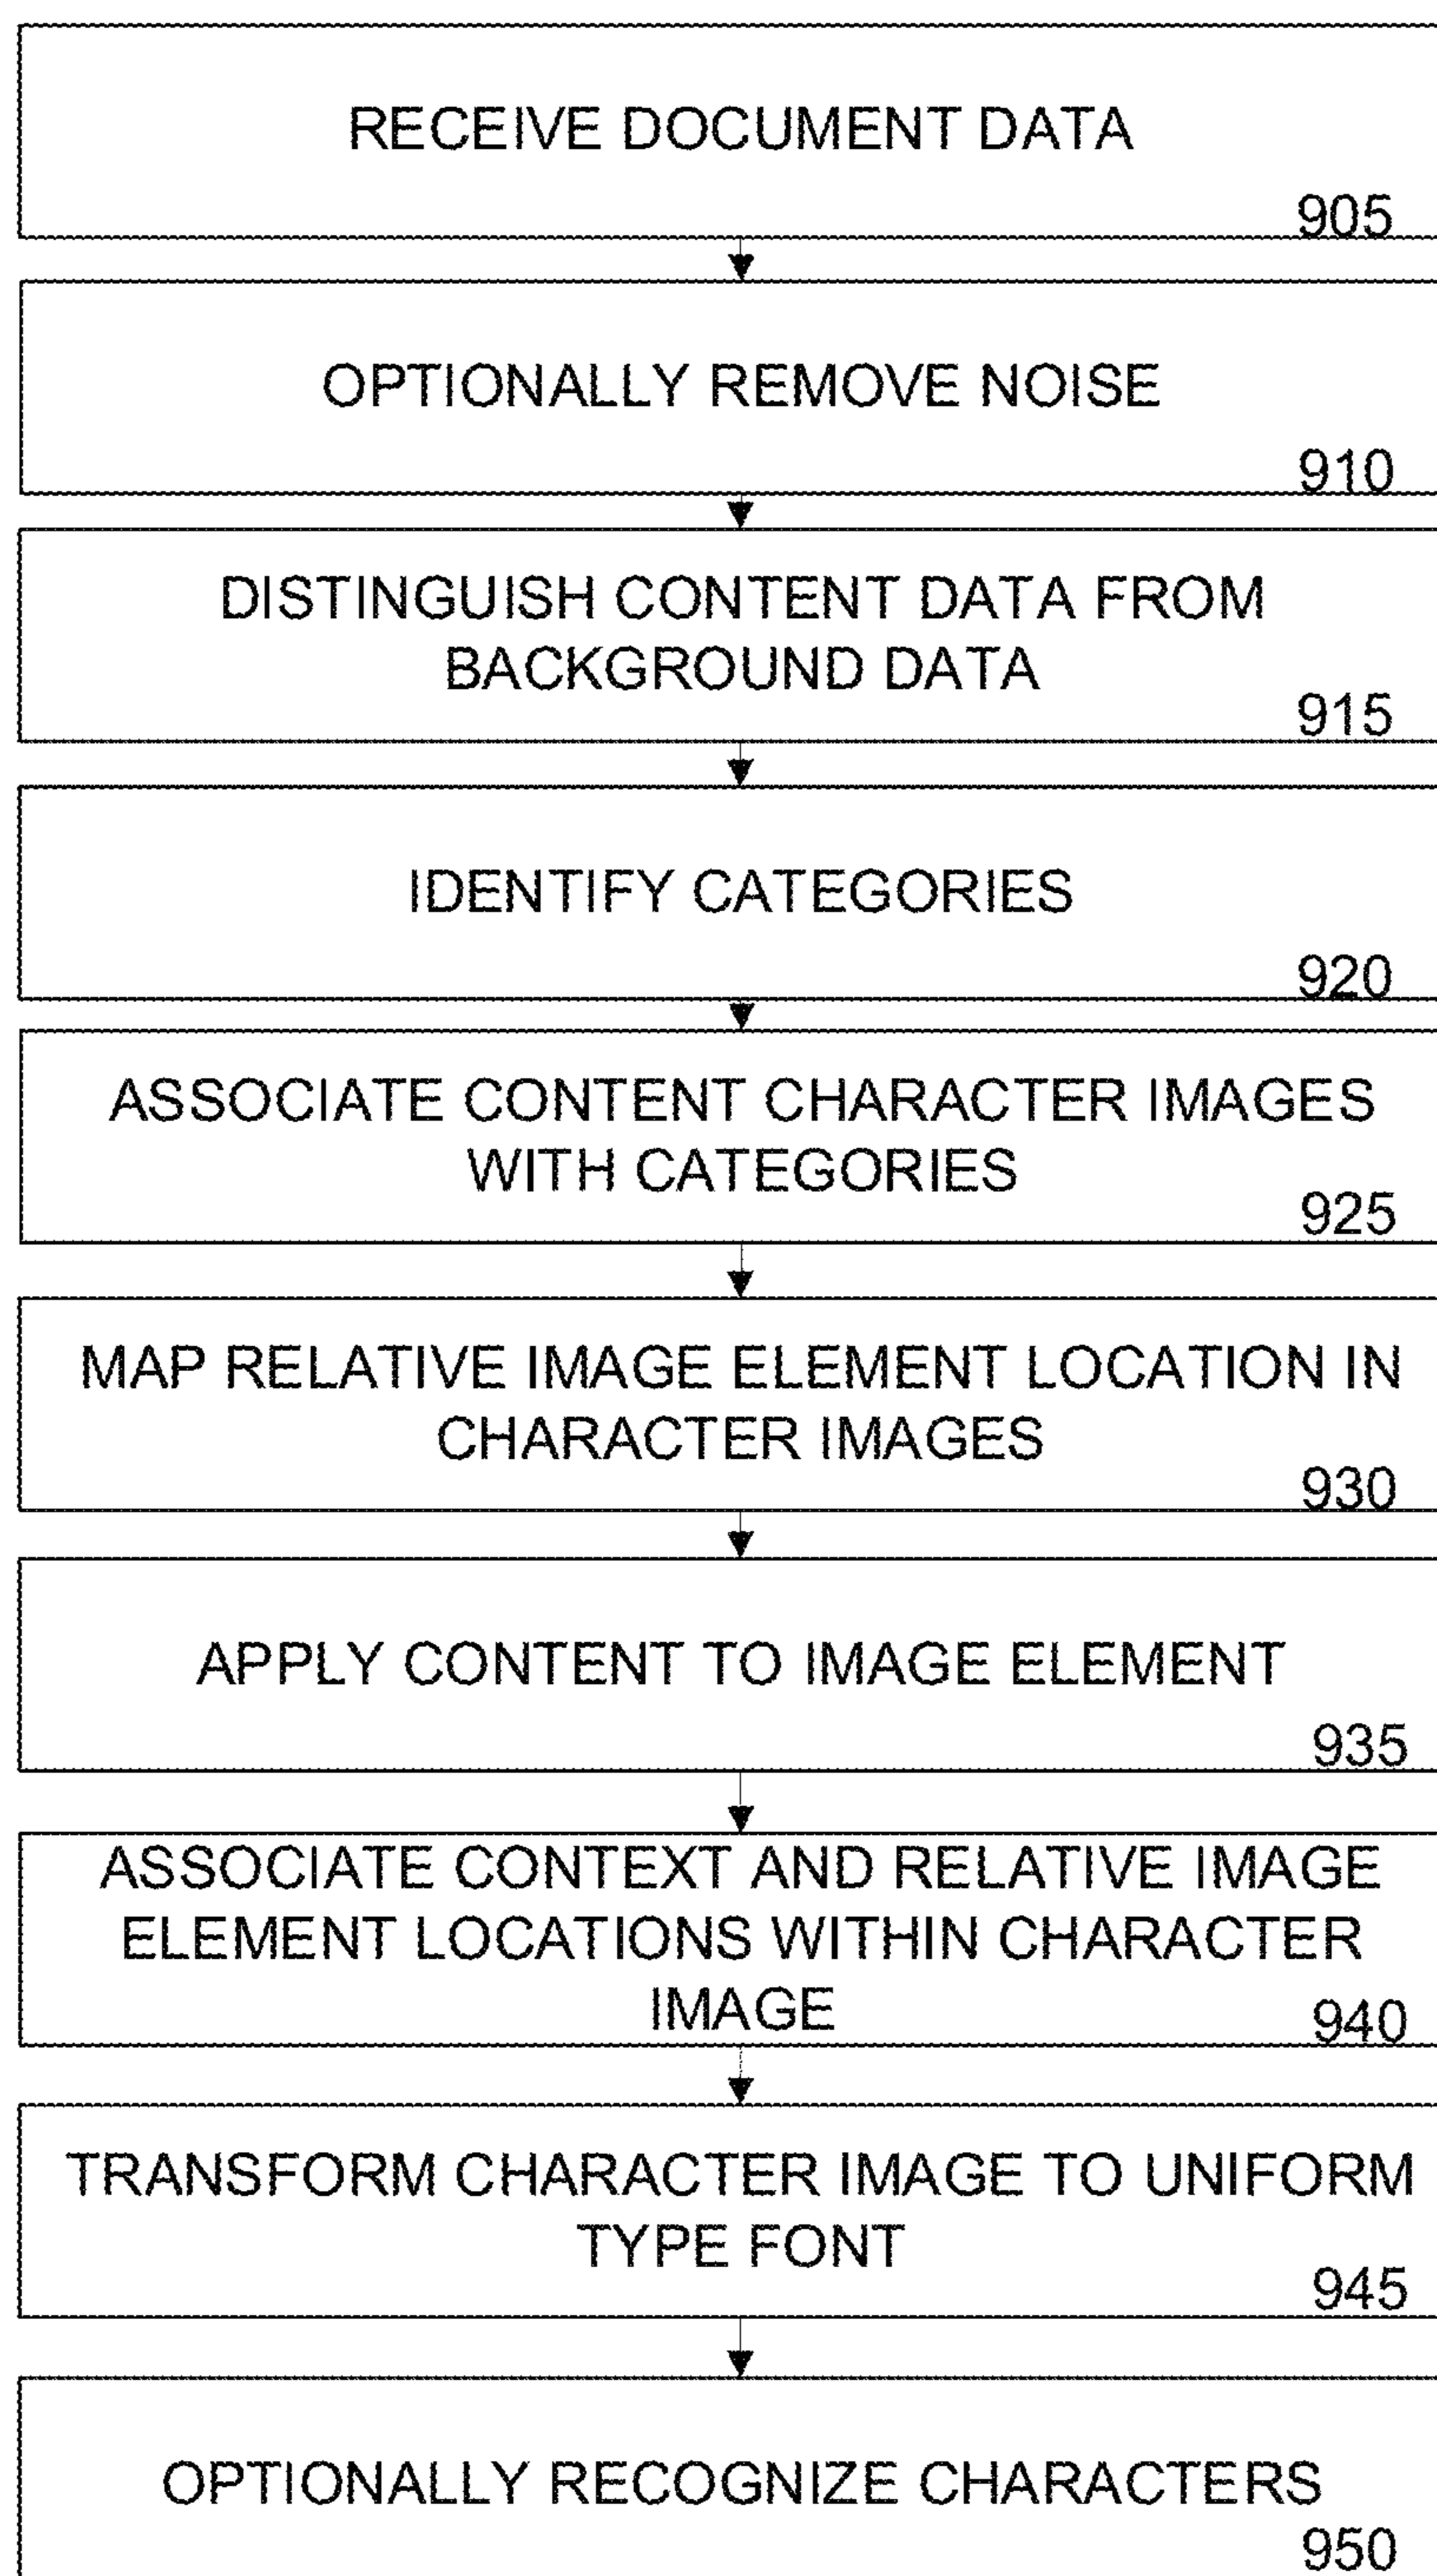 RECEIVE DOCUMENT DATA
905
OPTIONALLY REMOVE NOISE
910
DISTINGUISH CONTENT DATA FROM
BACKGROUND DATA
915
IDENTIFY CATEGORIES
920
ASSOCIATE CONTENT CHARACTER IMAGES
WITH CATEGORIES
925
MAP RELATIVE IMAGE ELEMENT LOCATION IN
CHARACTER IMAGES
930
APPLY CONTENT TO IMAGE ELEMENT
935
ASSOCIATE CONTEXT AND RELATIVE IMAGE
ELEMENT LOCATIONS WITHIN CHARACTER
IMAGE
940
TRANSFORM CHARACTER IMAGE TO UNIFORM
TYPE FONT
945
OPTIONALLY RECOGNIZE CHARACTERS
950